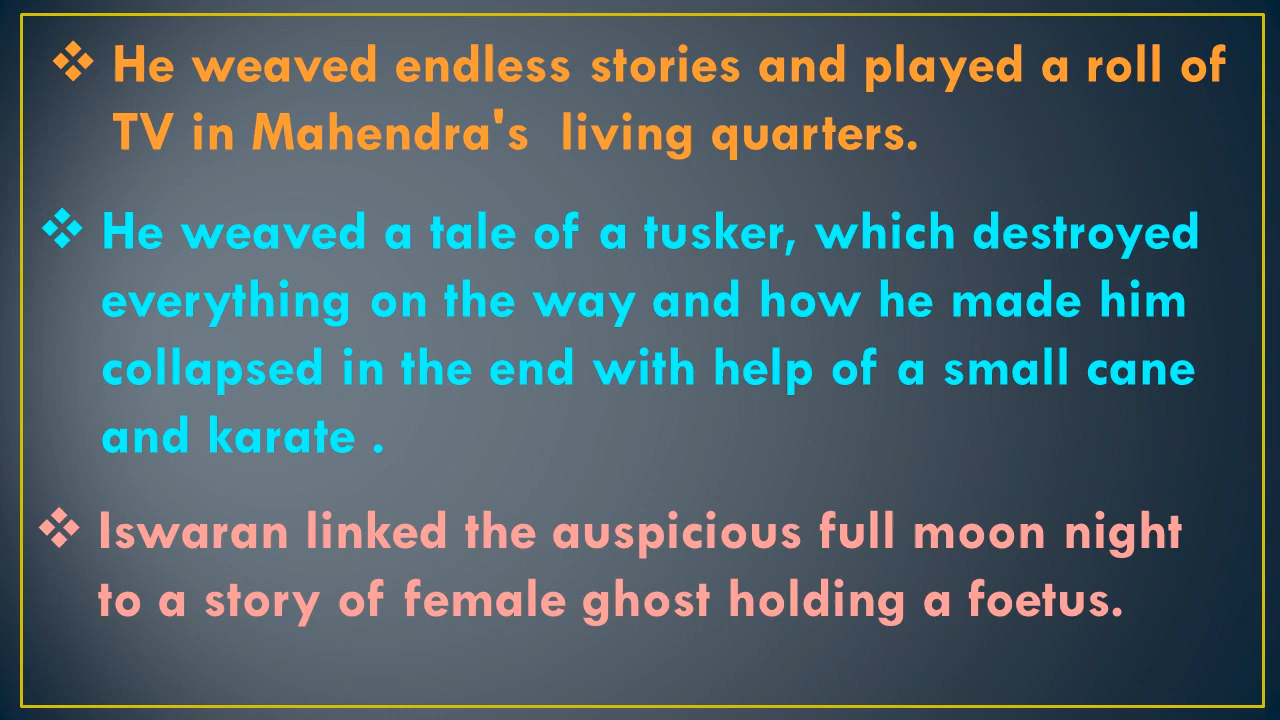 ❖ He weaved endless stories and played a roll of
TV in Mahendra's  living quarters.
❖ He weaved a tale of a tusker, which destroyed
everything on the way and how he made him
collapsed in the end with help of a small cane
and karate .
❖ Iswaran linked the auspicious full moon night
to a story of female ghost holding a foetus.